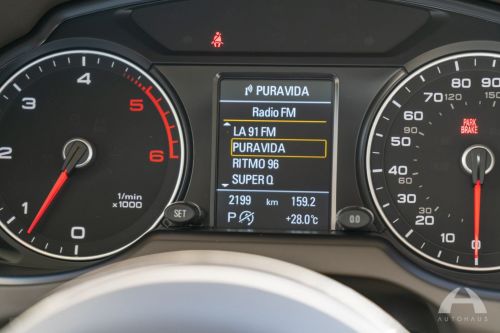 PURAVIDA
Radio FM
LA 91 FM
PURAVIDA
RITMO 96
SUPER Q
2199 km 159.2
P +28.0°C
SET
0.0
0
1
2
3
4
5
6
1/min
x1000
PARK
BRAKE
0
10
20
30
40
50
60
70
80
90
30
60
120
150
A
AUTOHAUS